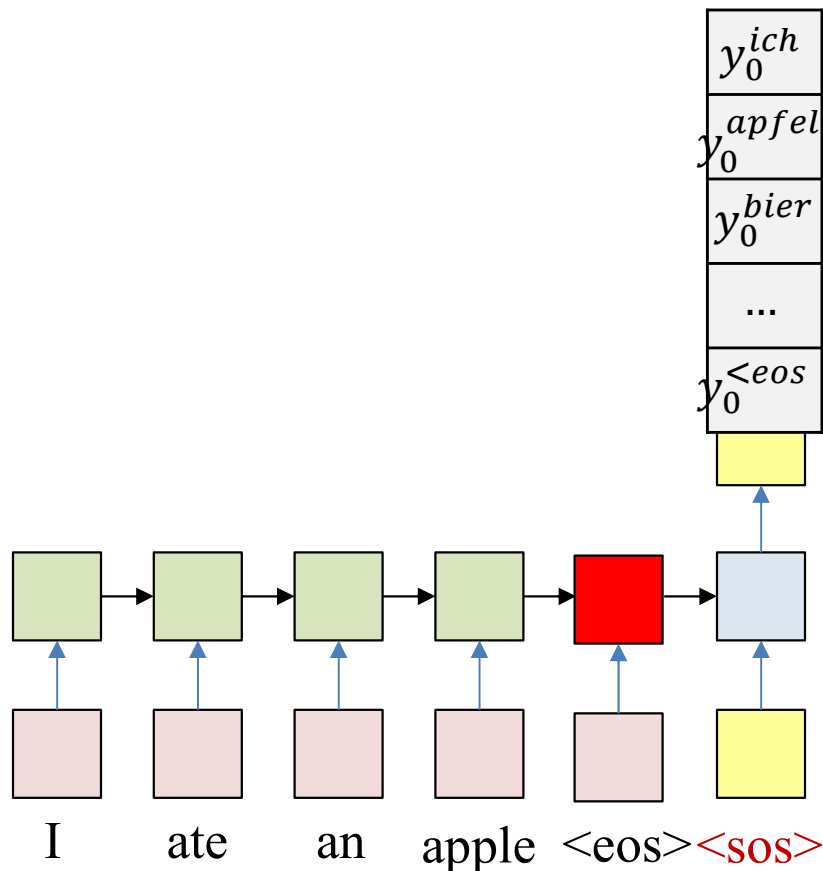 y_0^{ich}
y_0^{apfel}
y_0^{bier}
...
y_0^{<eos}
I ate an apple <eos> <sos>